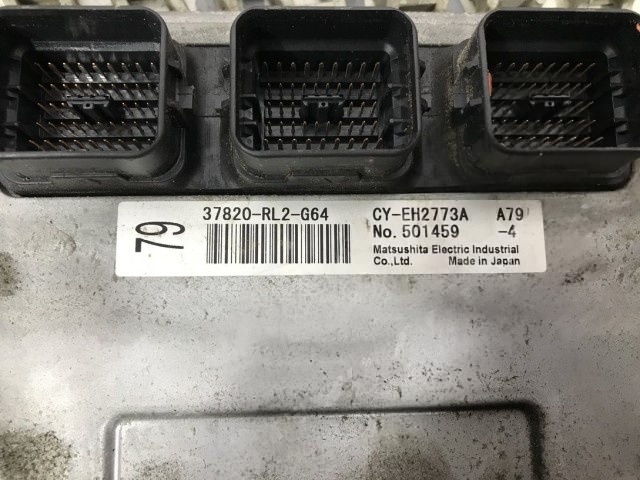 79
37820-RL2-G64
CY-EH2773A A79
No. 501459 -4
Matsushita Electric Industrial
Co.,Ltd. Made in Japan